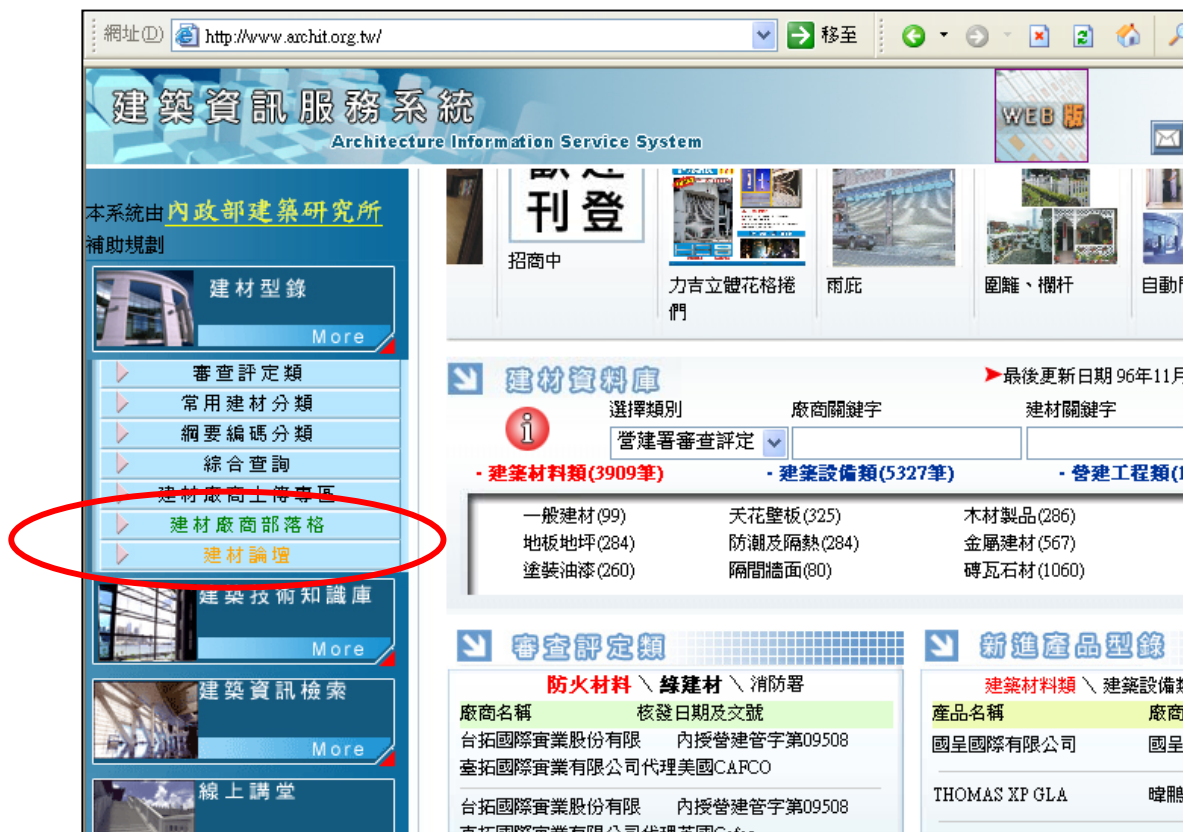 網址(D) http://www.archit.org.tw/ 移至
建築資訊服務系統
Architecture Information Service System
WEB版
本系統由內政部建築研究所
補助規劃
建材型錄
More
審查評定類
常用建材分類
綱要編碼分類
綜合查詢
建材廠商上傳專區
建材廠商部落格
建材論壇
建築技術知識庫
More
建築資訊檢索
More
線上講堂
刊登
招商中
力吉立體花格捲
們
雨庇
圍籬、欄杆
自動
建材資料庫
➤最後更新日期 96年11月
選擇類別 廠商關鍵字 建材關鍵字
營建署審查評定
- 建築材料類(3909筆) - 建築設備類(5327筆) - 營建工程類(1
一般建材(99) 天花壁板(325) 木材製品(286)
地板地坪(284) 防潮及隔熱(284) 金屬建材(567)
塗裝油漆(260) 隔間牆面(80) 磚瓦石材(1060)
審查評定類
防火材料 \ 綠建材 \ 消防署
廠商名稱 核發日期及文號
台拓國際實業股份有限 內授營建管字第09508
臺拓國際實業有限公司代理美國CAFCO
台拓國際實業股份有限 內授營建管字第09508
新進產品型錄
建築材料類 \ 建築設備類
產品名稱 廠商
國呈國際有限公司 國呈
THOMAS XP GLA 暐鵬